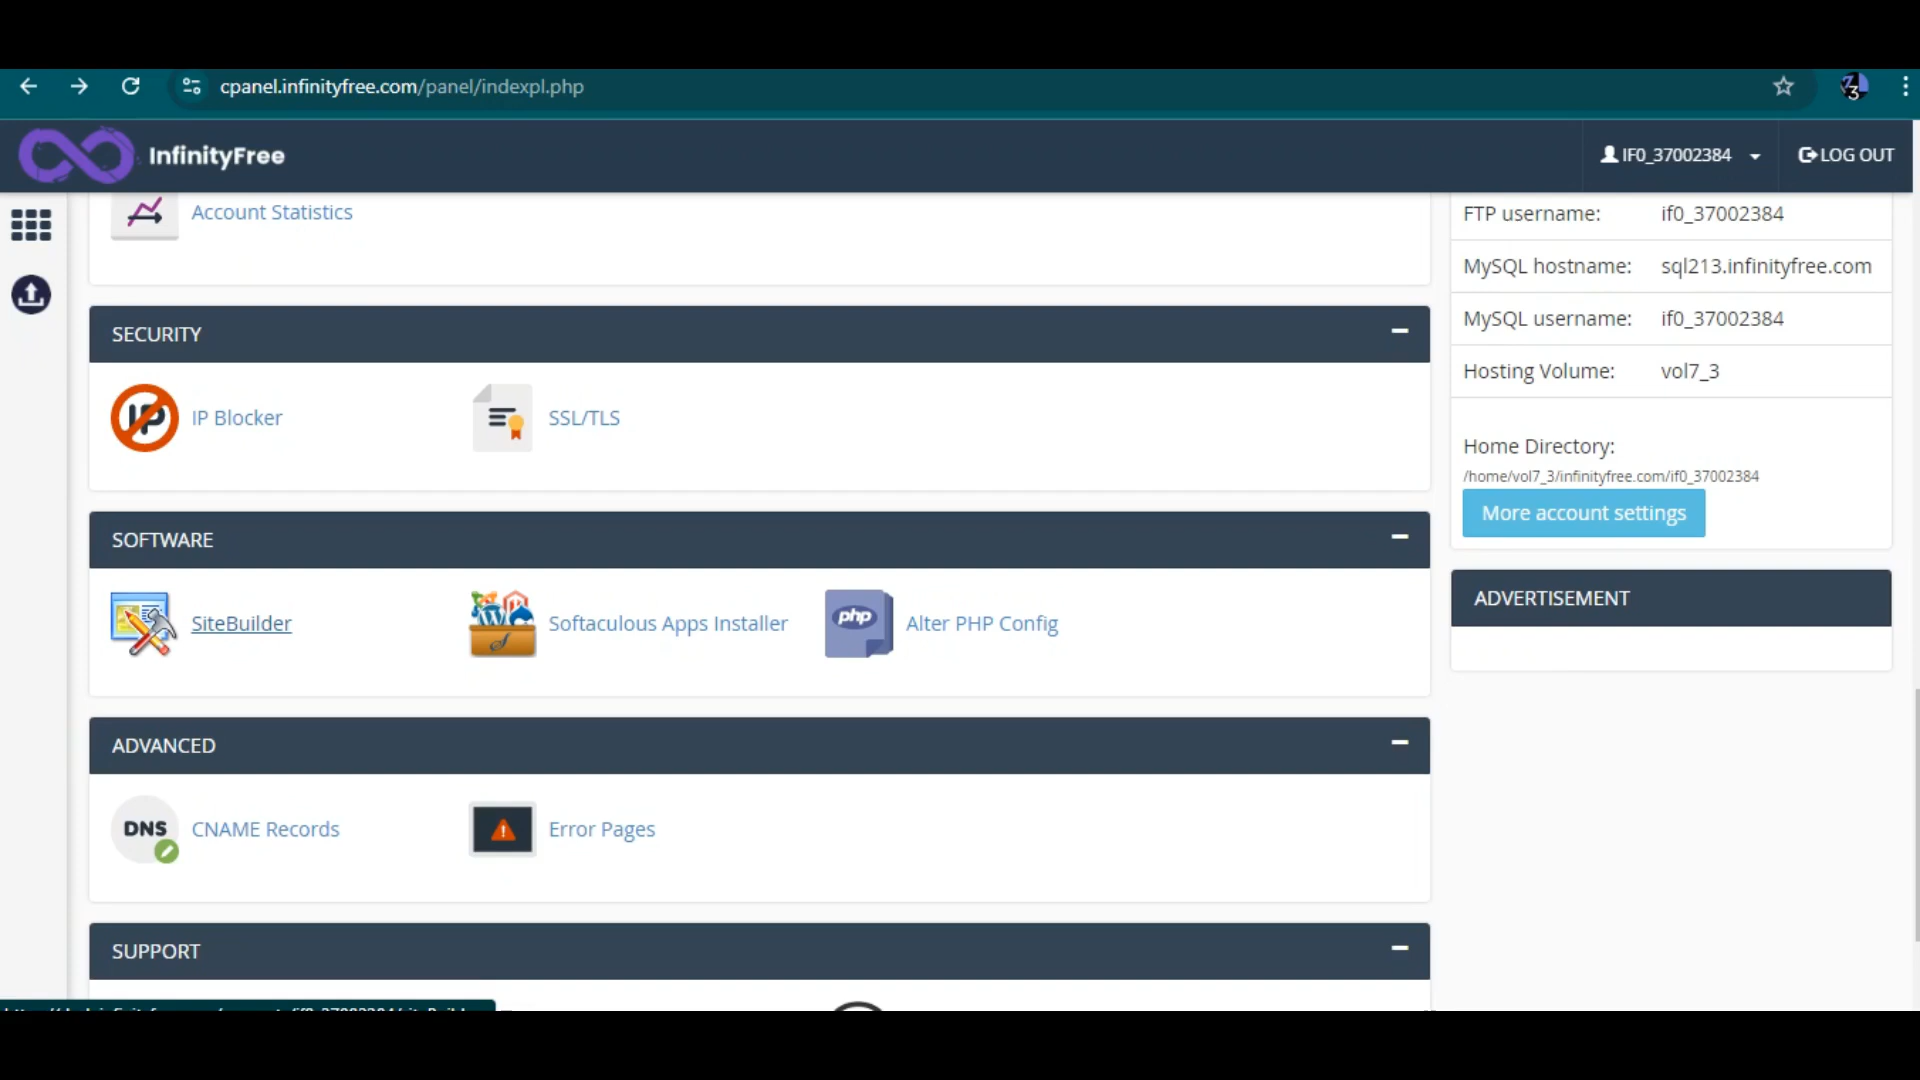 cpanel.infinityfree.com/panel/indexpl.php
InfinityFree
IF0_37002384
LOG OUT
Account Statistics
FTP username: if0_37002384
MySQL hostname: sql213.infinityfree.com
MySQL username: if0_37002384
Hosting Volume: vol7_3
Home Directory:
/home/vol7_3/infinityfree.com/if0_37002384
More account settings
ADVERTISEMENT
SECURITY
IP
IP Blocker
SSL/TLS
SOFTWARE
SiteBuilder
Softaculous Apps Installer
php
Alter PHP Config
ADVANCED
DNS
CNAME Records
Error Pages
SUPPORT